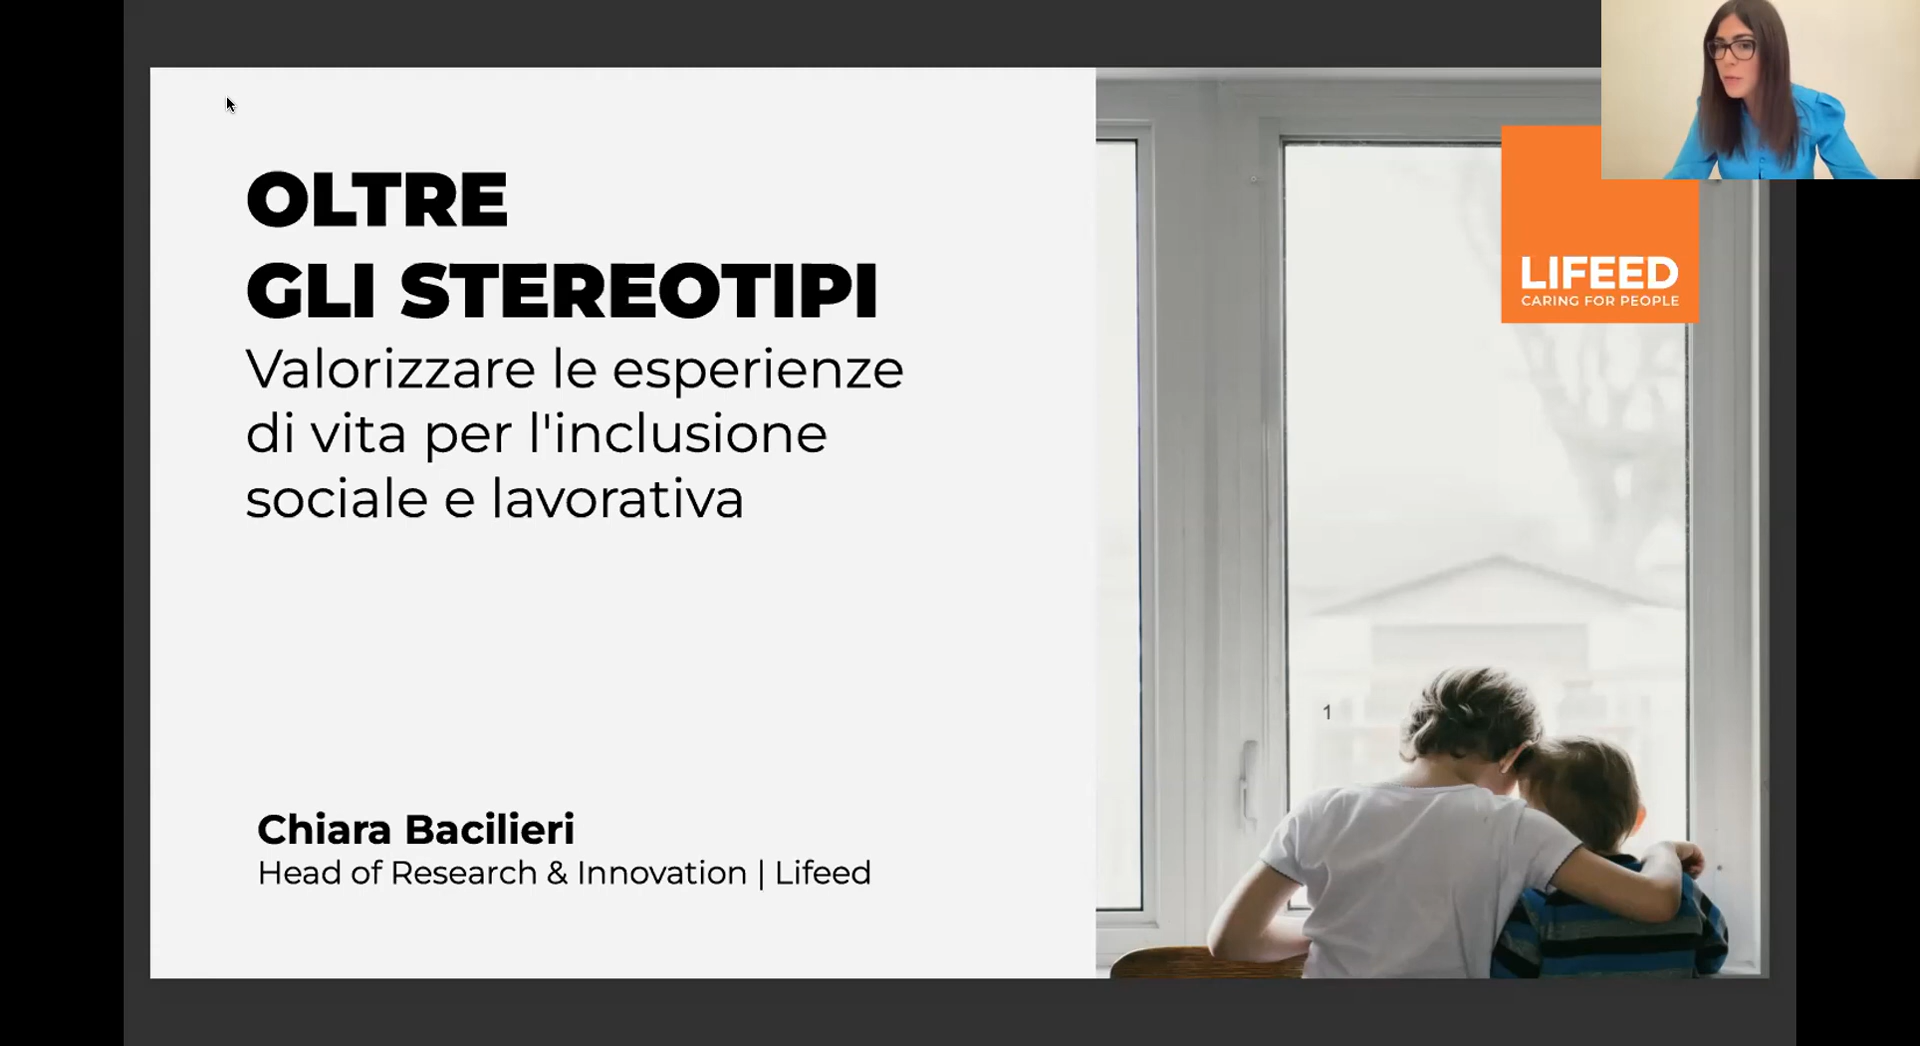 OLTRE
GLI STEREOTIPI
Valorizzare le esperienze
di vita per l'inclusione
sociale e lavorativa
Chiara Bacilieri
Head of Research & Innovation | Lifeed
LIFEED
CARING FOR PEOPLE
1